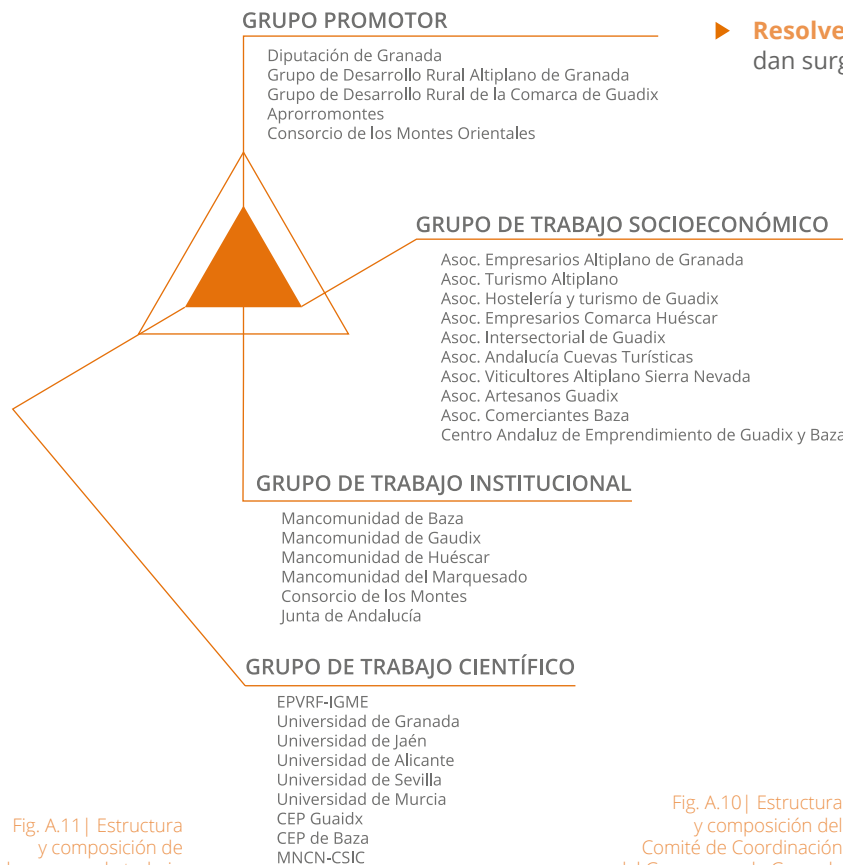 GRUPO PROMOTOR
Diputación de Granada
Grupo de Desarrollo Rural Altiplano de Granada
Grupo de Desarrollo Rural de la Comarca de Guadix
Aprorromontes
Consorcio de los Montes Orientales
GRUPO DE TRABAJO SOCIOECONÓMICO
Asoc. Empresarios Altiplano de Granada
Asoc. Turismo Altiplano
Asoc. Hostelería y turismo de Guadix
Asoc. Empresarios Comarca Huéscar
Asoc. Intersectorial de Guadix
Asoc. Andalucía Cuevas Turísticas
Asoc. Viticultores Altiplano Sierra Nevada
Asoc. Artesanos Guadix
Asoc. Comerciantes Baza
Centro Andaluz de Emprendimiento de Guadix y Baza
GRUPO DE TRABAJO INSTITUCIONAL
Mancomunidad de Baza
Mancomunidad de Gaudix
Mancomunidad de Huéscar
Mancomunidad del Marquesado
Consorcio de los Montes
Junta de Andalucía
GRUPO DE TRABAJO CIENTÍFICO
EPVRF-IGME
Universidad de Granada
Universidad de Jaén
Universidad de Alicante
Universidad de Sevilla
Universidad de Murcia
CEP Guaidx
CEP de Baza
MNCN-CSIC
Fig. A.11| Estructura
y composición de
Fig. A.10| Estructura
y composición del
Comité de Coordinación
▶ Resolve
dan surg